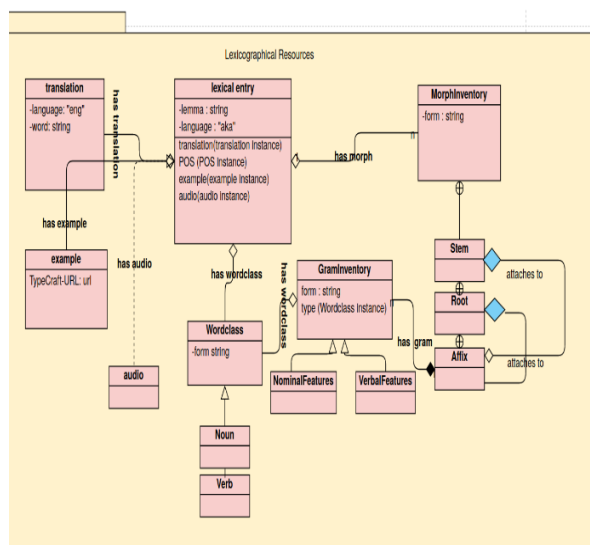 Lexicographical Resources
translation
-language: "eng"
-word: string
has translation
lexical entry
-lemma : string
-language : "aka"
translation(translation Instance)
POS (POS Instance)
example(example Instance)
audio(audio Instance)
MorphInventory
-form : string
n
has morph
has example
example
TypeCraft-URL: url
has audio
audio
has wordclass
Wordclass
-form string
has wordclass
GramInventory
form : string
type (Wordclass Instance)
n
has gram
NominalFeatures
VerbalFeatures
Stem
attaches to
Root
Affix
attaches to
Noun
Verb